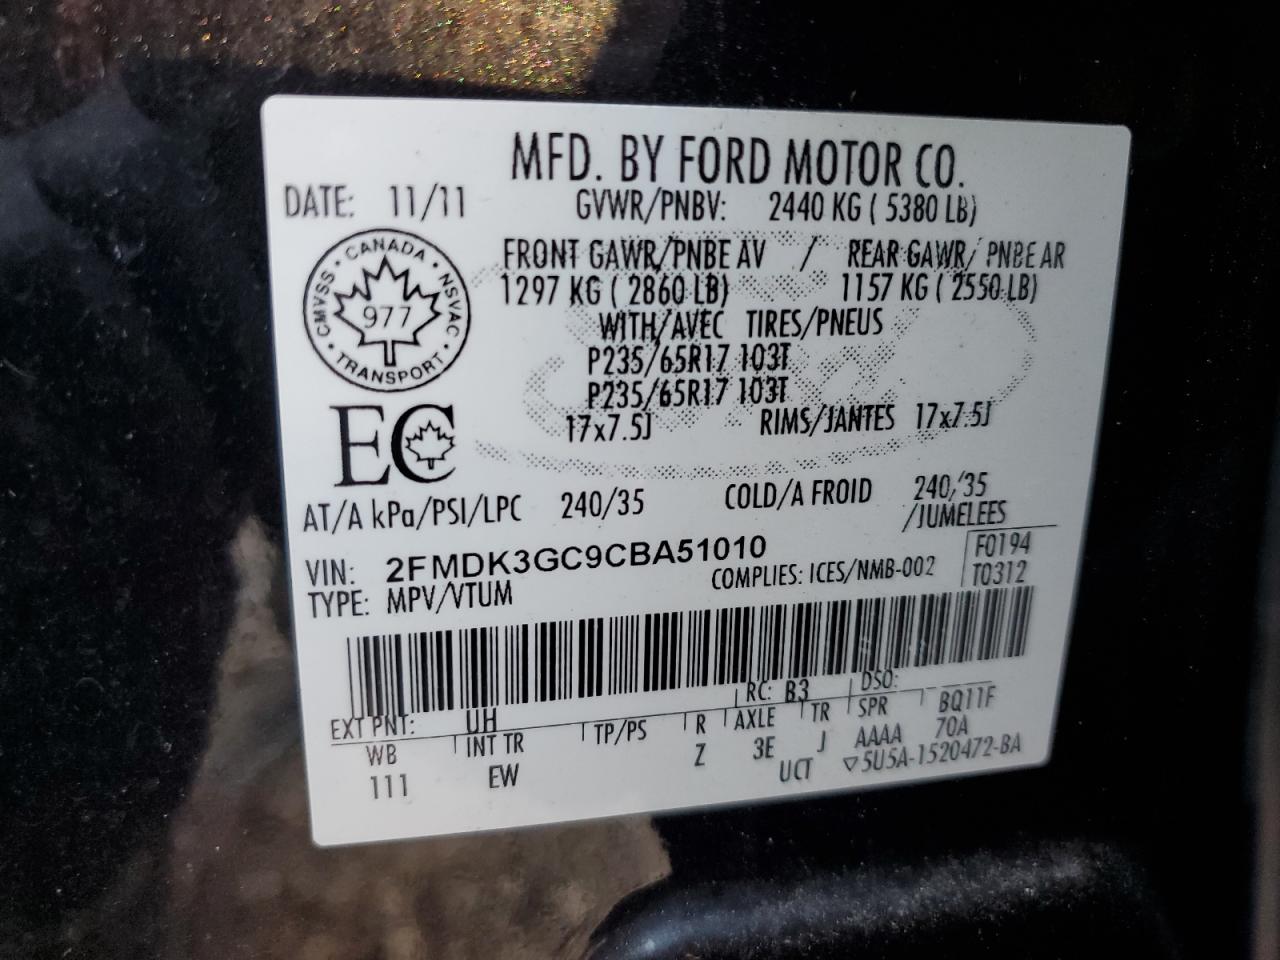 MFD. BY FORD MOTOR CO.
DATE: 11/11 GVWR/PNBV: 2440 KG ( 5380 LB)
FRONT GAWR/PNBE AV / REAR GAWR/ PNBE AR
1297 KG ( 2860 LB) 1157 KG ( 2550 LB)
WITH/AVEC TIRES/PNEUS
P235/65R17 103T
P235/65R17 103T
17x7.5J RIMS/JANTES 17x7.5J
CMVSS · CANADA · NSVAC · TRANSPORT ·
977
EC
AT/A kPa/PSI/LPC 240/35 COLD/A FROID 240/35
/JUMELEES
VIN: 2FMDK3GC9CBA51010 F0194
TYPE: MPV/VTUM COMPLIES: ICES/NMB-002 T0312
RC: B3 DSO:
EXT PNT: UH BQ11F
WB INT TR TP/PS R AXLE TR SPR 70A
111 EW Z 3E J AAAA
UCT ▽5U5A-1520472-BA